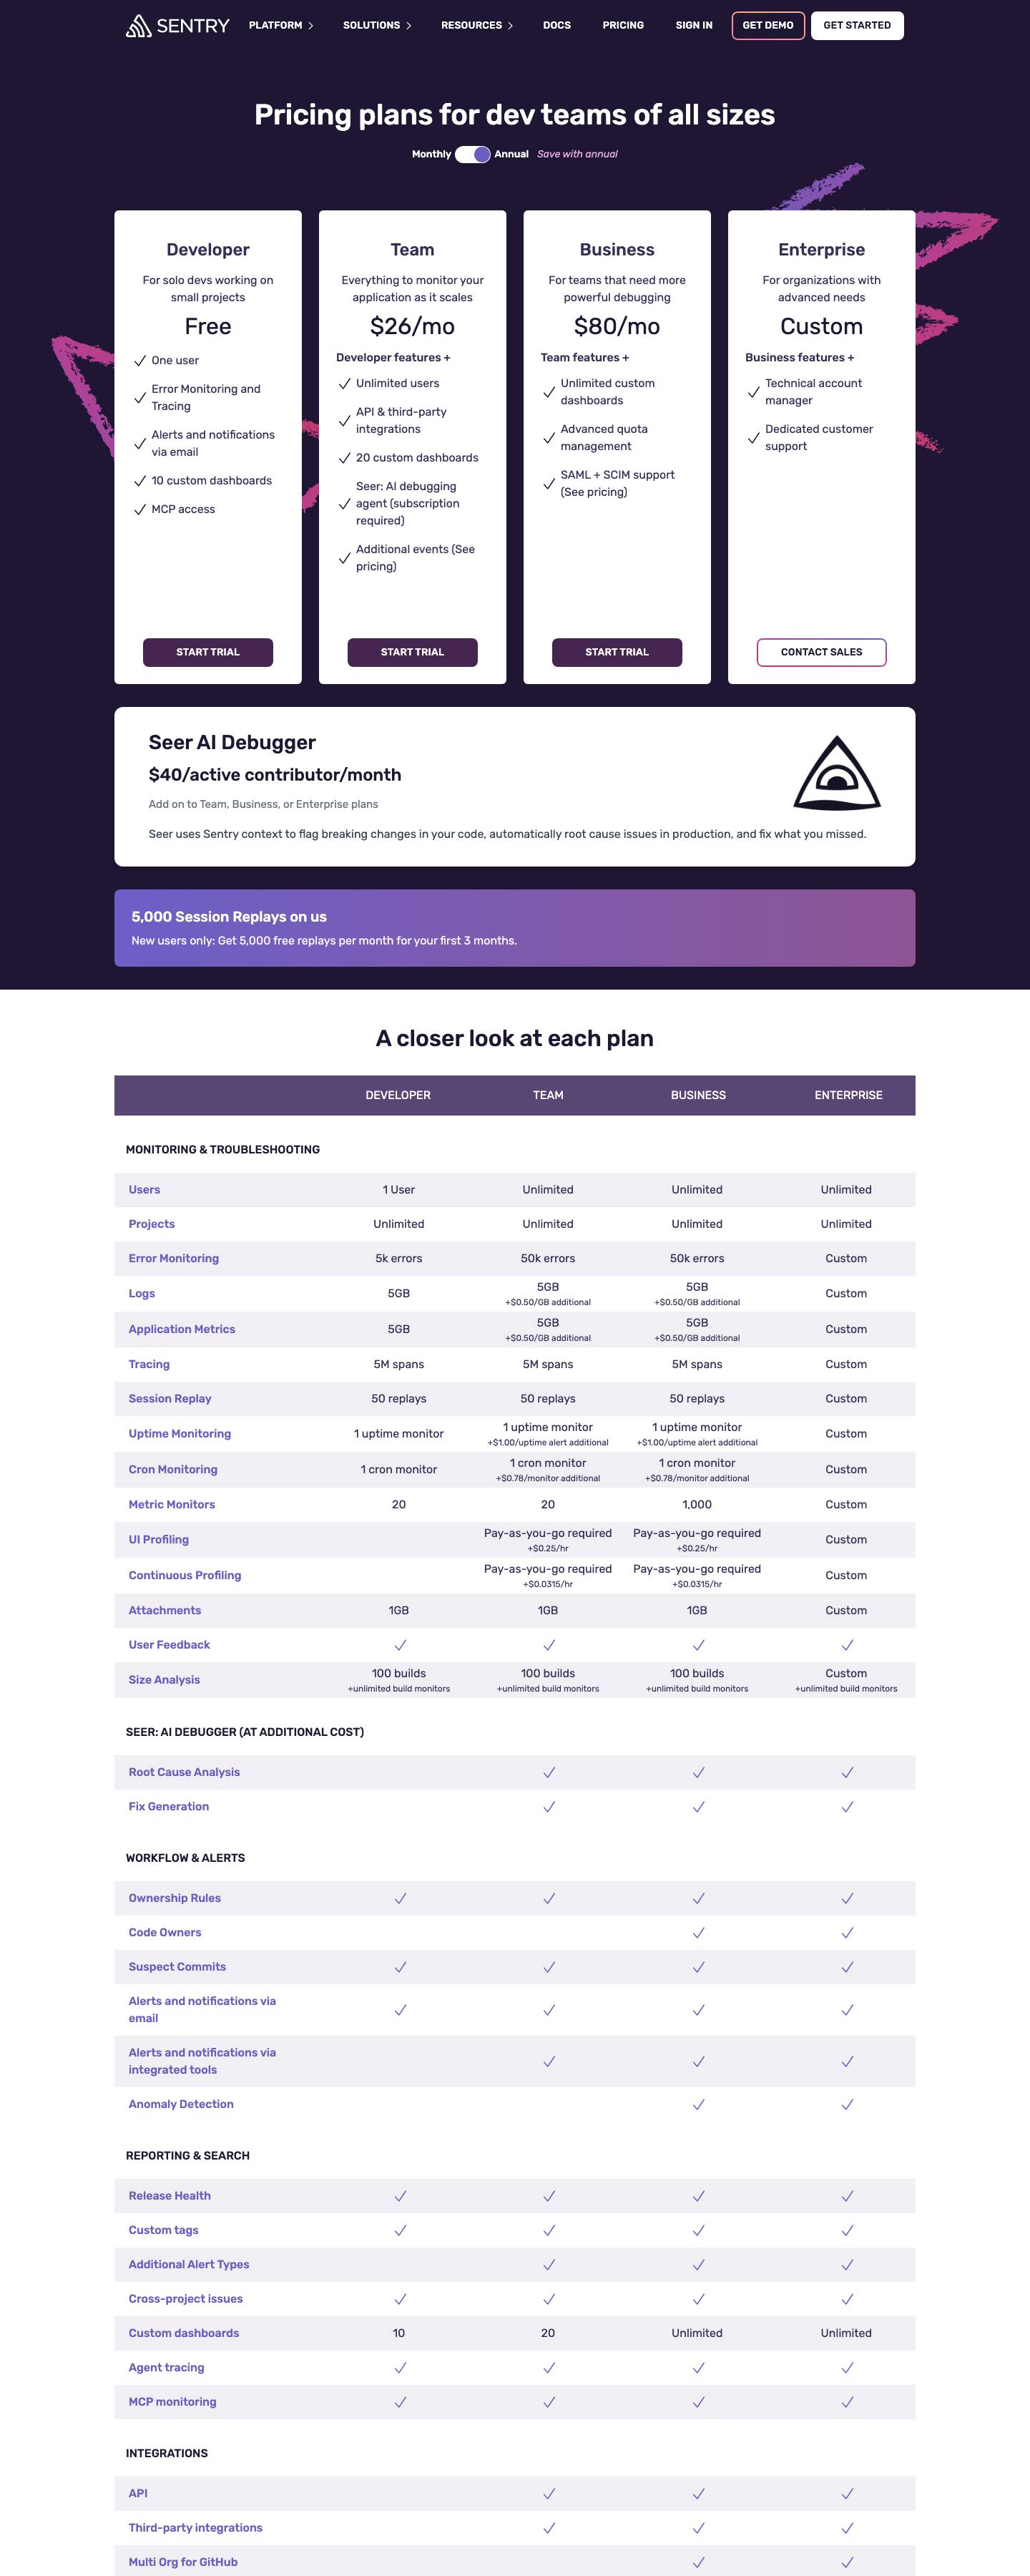 SENTRY PLATFORM SOLUTIONS RESOURCES DOCS PRICING SIGN IN GET DEMO GET STARTED
Pricing plans for dev teams of all sizes
Monthly Annual Save with annual
Developer
For solo devs working on
small projects
Free
One user
Error Monitoring and
Tracing
Alerts and notifications
via email
10 custom dashboards
MCP access
START TRIAL
Team
Everything to monitor your
application as it scales
$26/mo
Developer features +
Unlimited users
API & third-party
integrations
20 custom dashboards
Seer: AI debugging
agent (subscription
required)
Additional events (See
pricing)
START TRIAL
Business
For teams that need more
powerful debugging
$80/mo
Team features +
Unlimited custom
dashboards
Advanced quota
management
SAML + SCIM support
(See pricing)
START TRIAL
Enterprise
For organizations with
advanced needs
Custom
Business features +
Technical account
manager
Dedicated customer
support
CONTACT SALES
Seer AI Debugger
$40/active contributor/month
Add on to Team, Business, or Enterprise plans
Seer uses Sentry context to flag breaking changes in your code, automatically root cause issues in production, and fix what you missed.
5,000 Session Replays on us
New users only: Get 5,000 free replays per month for your first 3 months.
A closer look at each plan
DEVELOPER TEAM BUSINESS ENTERPRISE
MONITORING & TROUBLESHOOTING
Users 1 User Unlimited Unlimited Unlimited
Projects Unlimited Unlimited Unlimited Unlimited
Error Monitoring 5k errors 50k errors 50k errors Custom
Logs 5GB 5GB 5GB Custom
+$0.50/GB additional +$0.50/GB additional
Application Metrics 5GB 5GB 5GB Custom
+$0.50/GB additional +$0.50/GB additional
Tracing 5M spans 5M spans 5M spans Custom
Session Replay 50 replays 50 replays 50 replays Custom
Uptime Monitoring 1 uptime monitor 1 uptime monitor 1 uptime monitor Custom
+$1.00/uptime alert additional +$1.00/uptime alert additional
Cron Monitoring 1 cron monitor 1 cron monitor 1 cron monitor Custom
+$0.78/monitor additional +$0.78/monitor additional
Metric Monitors 20 20 1,000 Custom
UI Profiling Pay-as-you-go required Pay-as-you-go required Custom
+$0.25/hr +$0.25/hr
Continuous Profiling Pay-as-you-go required Pay-as-you-go required Custom
+$0.0315/hr +$0.0315/hr
Attachments 1GB 1GB 1GB Custom
User Feedback
Size Analysis 100 builds 100 builds 100 builds Custom
+unlimited build monitors +unlimited build monitors +unlimited build monitors +unlimited build monitors
SEER: AI DEBUGGER (AT ADDITIONAL COST)
Root Cause Analysis
Fix Generation
WORKFLOW & ALERTS
Ownership Rules
Code Owners
Suspect Commits
Alerts and notifications via
email
Alerts and notifications via
integrated tools
Anomaly Detection
REPORTING & SEARCH
Release Health
Custom tags
Additional Alert Types
Cross-project issues
Custom dashboards 10 20 Unlimited Unlimited
Agent tracing
MCP monitoring
INTEGRATIONS
API
Third-party integrations
Multi Org for GitHub